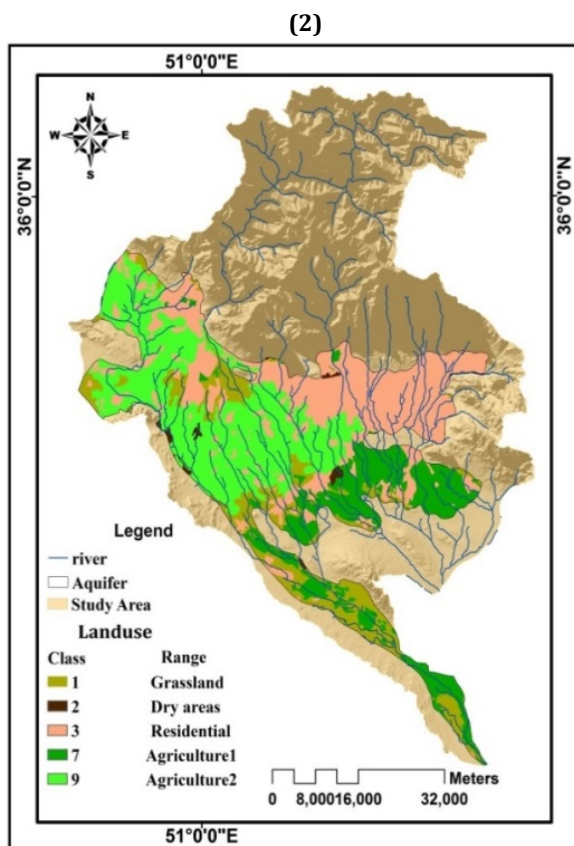 (2)
51°0'0"E
N
W E
S
36°0'0"N
36°0'0"N
Legend
river
Aquifer
Study Area
Landuse
Class Range
1 Grassland
2 Dry areas
3 Residential
7 Agriculture1
9 Agriculture2
Meters
0 8,000 16,000 32,000
51°0'0"E